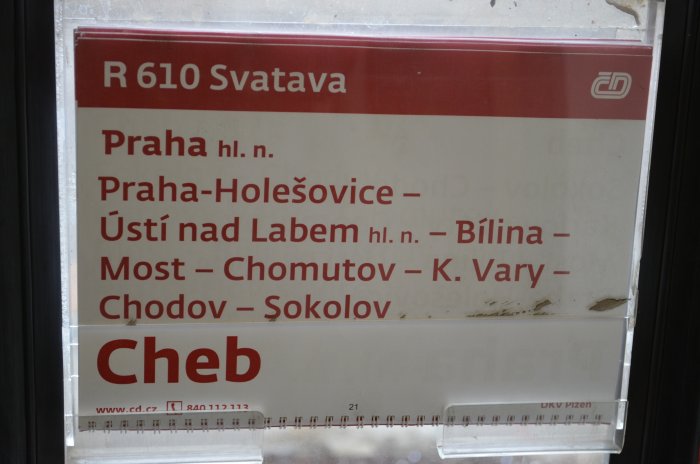 R 610 Svatava
ČD
Praha hl. n.
Praha-Holešovice –
Ústí nad Labem hl. n. – Bílina –
Most – Chomutov – K. Vary –
Chodov – Sokolov
Cheb
www.cd.cz 840 112 113
21
DKV Plzeň